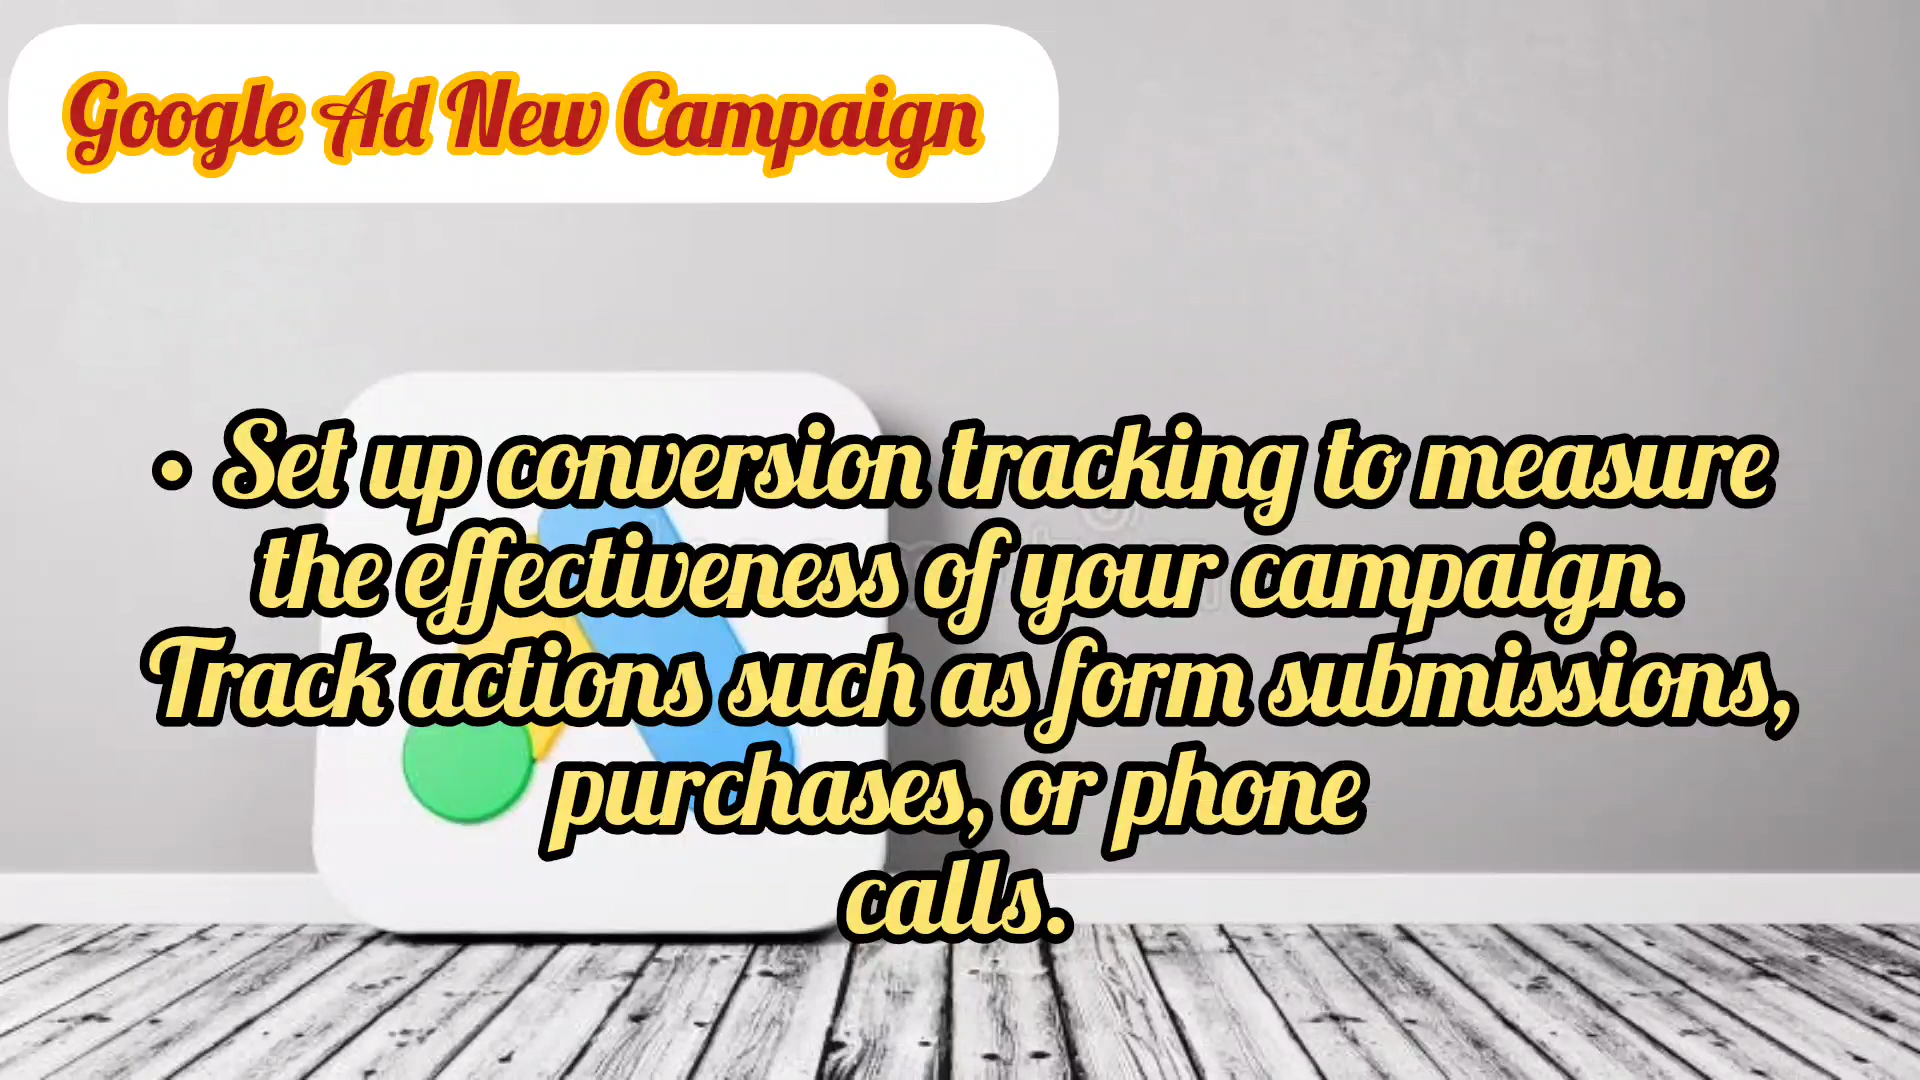 Google Ad New Campaign
• Set up conversion tracking to measure
the effectiveness of your campaign.
Track actions such as form submissions,
purchases, or phone
calls.